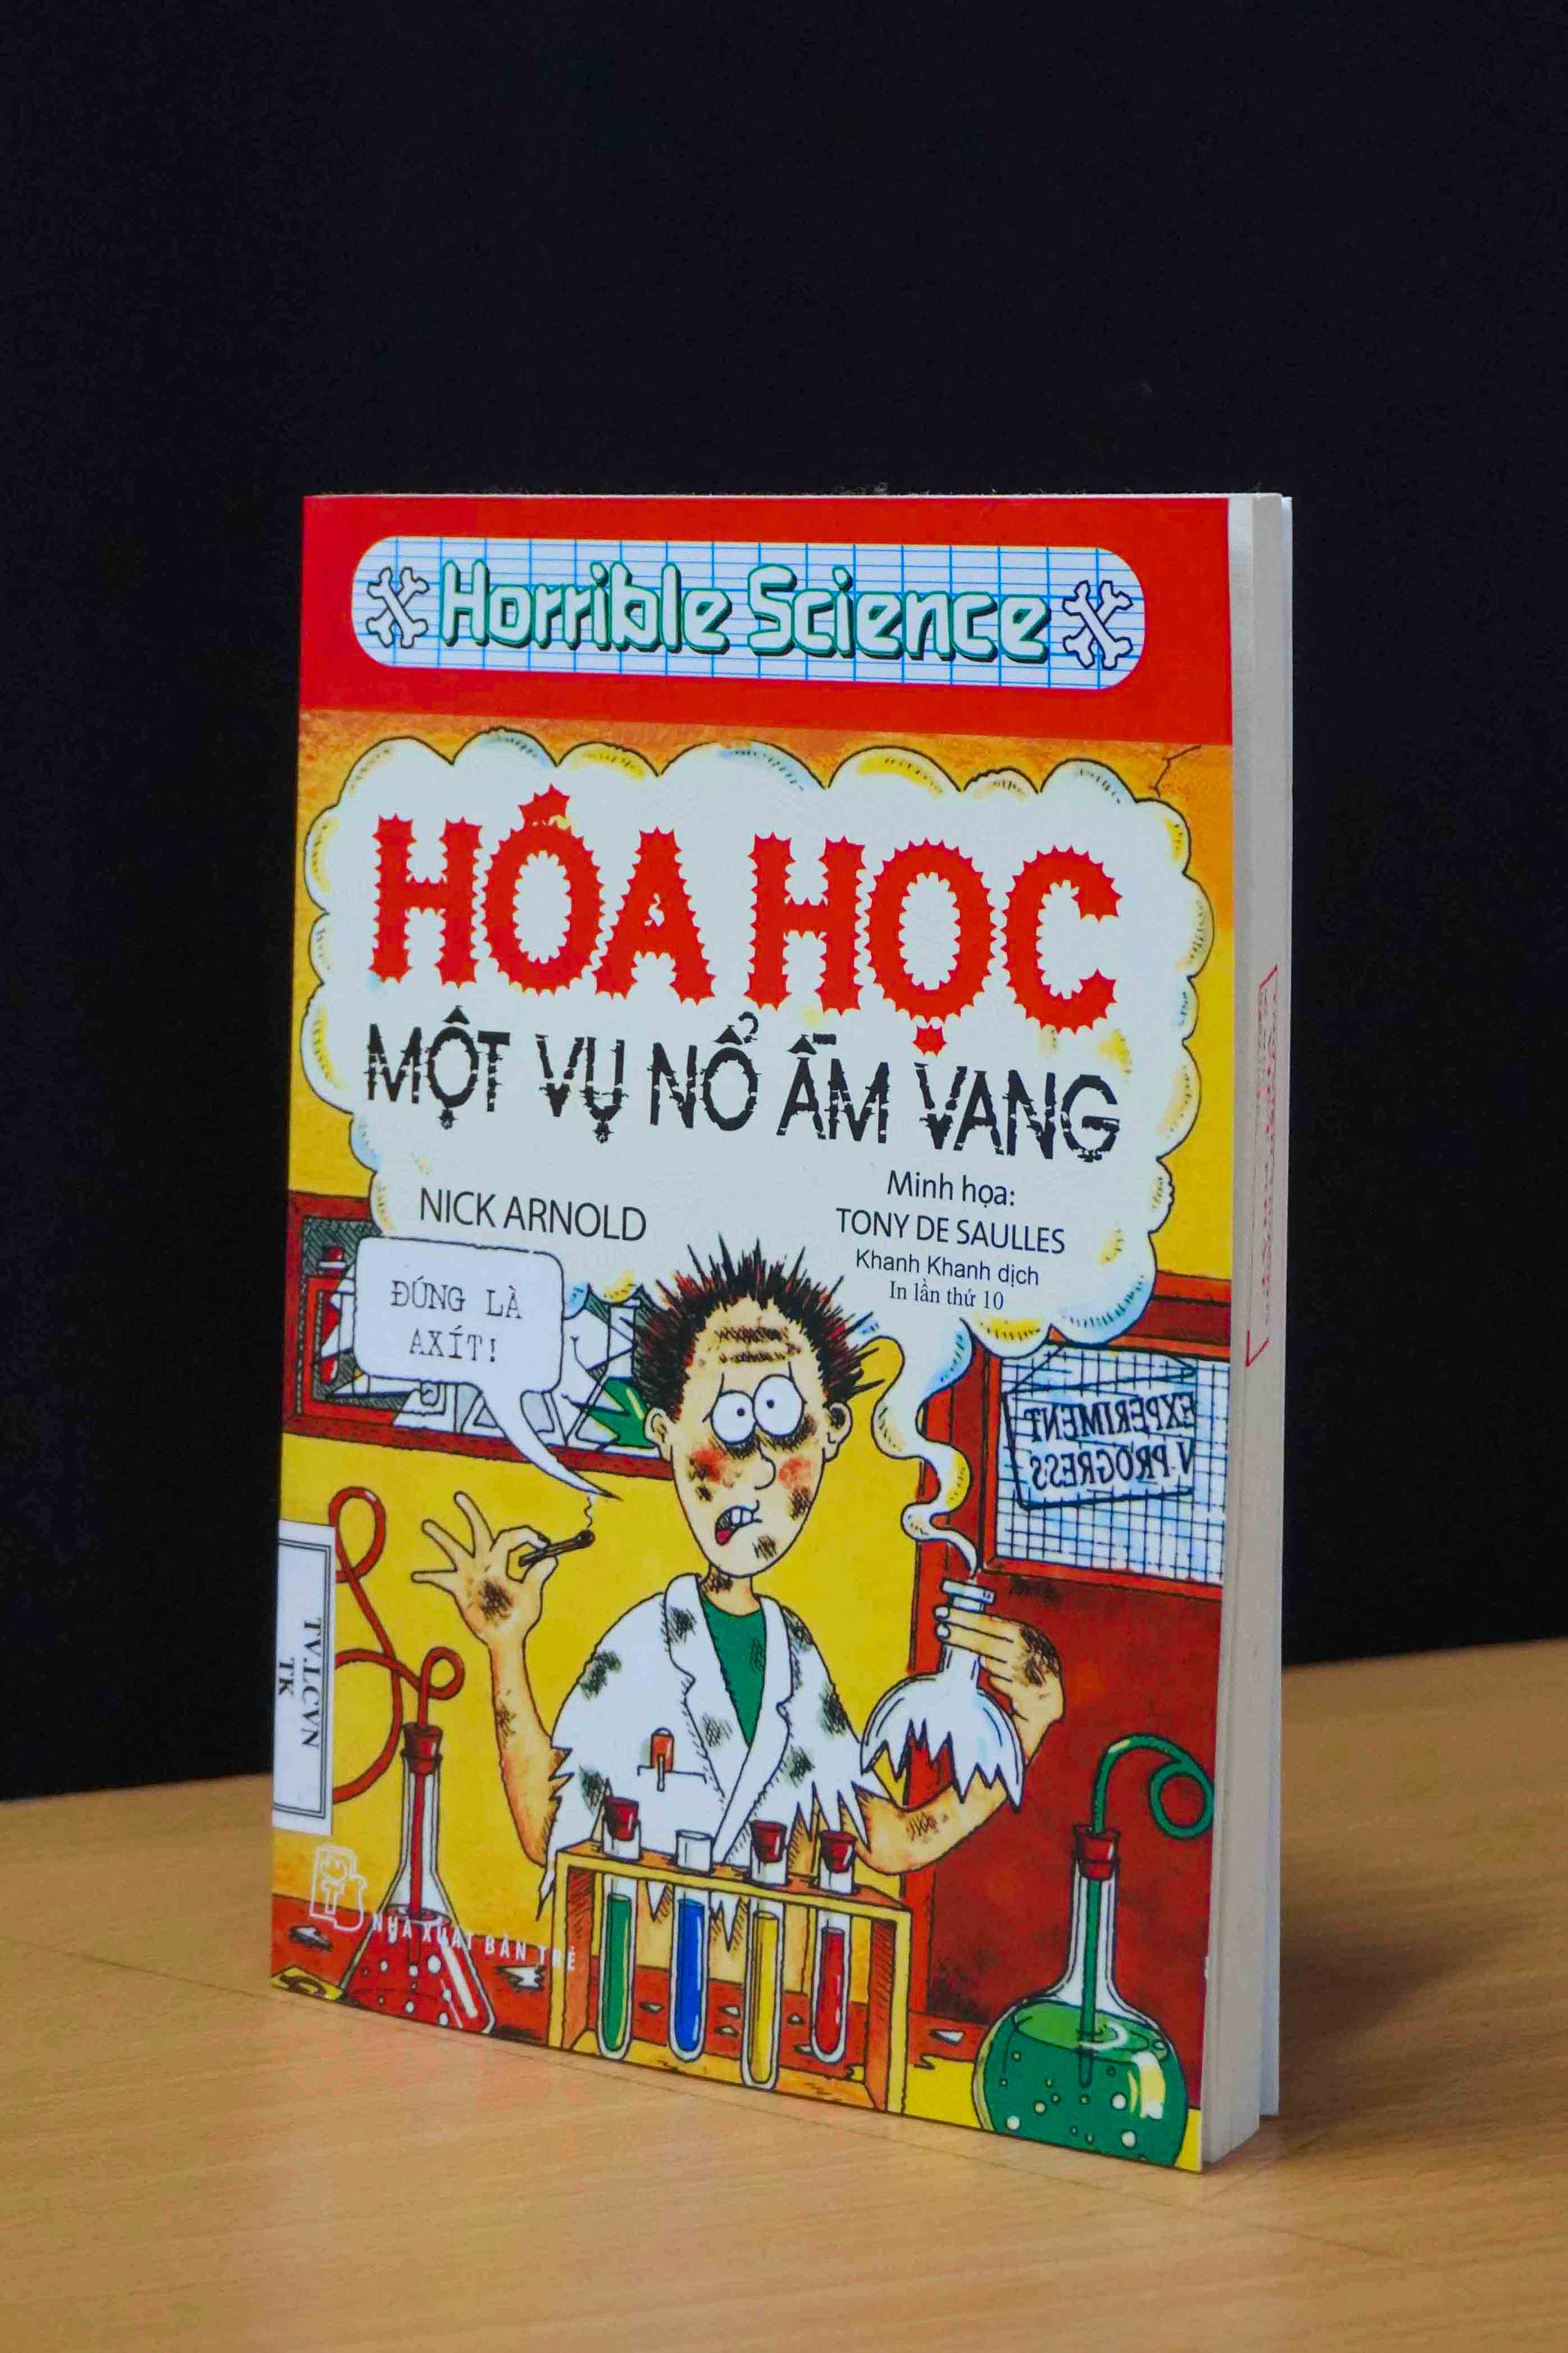 Horrible Science
HÓA HỌC
MỘT VỤ NỔ ẦM VANG
NICK ARNOLD
Minh họa:
TONY DE SAULLES
Khanh Khanh dịch
In lần thứ 10
ĐÚNG LÀ
AXÍT!
EXPERIMENT
PROGRESS
TV.LCVN
TK
NHÀ XUẤT BẢN TRẺ